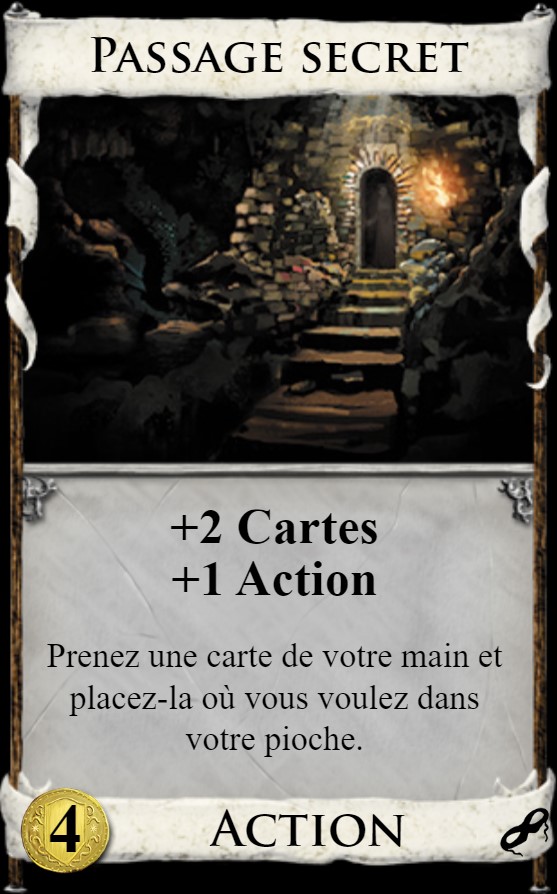 Passage secret
+2 Cartes
+1 Action
Prenez une carte de votre main et
placez-la où vous voulez dans
votre pioche.
4
Action